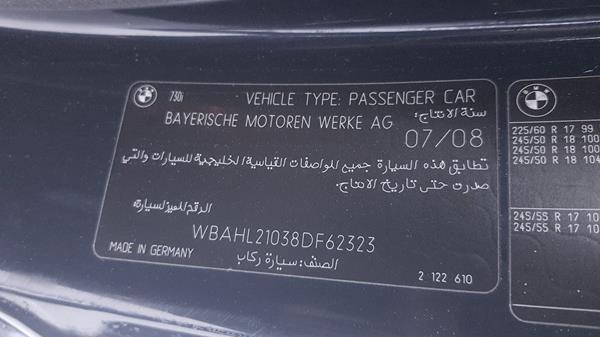 730i VEHICLE TYPE: PASSENGER CAR
BAYERISCHE MOTOREN WERKE AG سنة الانتاج:
07/08
تطابق هذه السيارة جميع المواصفات القياسية الخليجية للسيارات والتي
صدرت حتى تاريخ الانتاج.
الرقم المميز للسيارة:
WBAHL21038DF62323
MADE IN GERMANY الصنف: سيارة ركاب 2 122 610
225/60 R 17 99
245/50 R 18 100
245/50 R 18 100
245/50 R 18 104
245/55 R 17 10
245/55 R 17 10